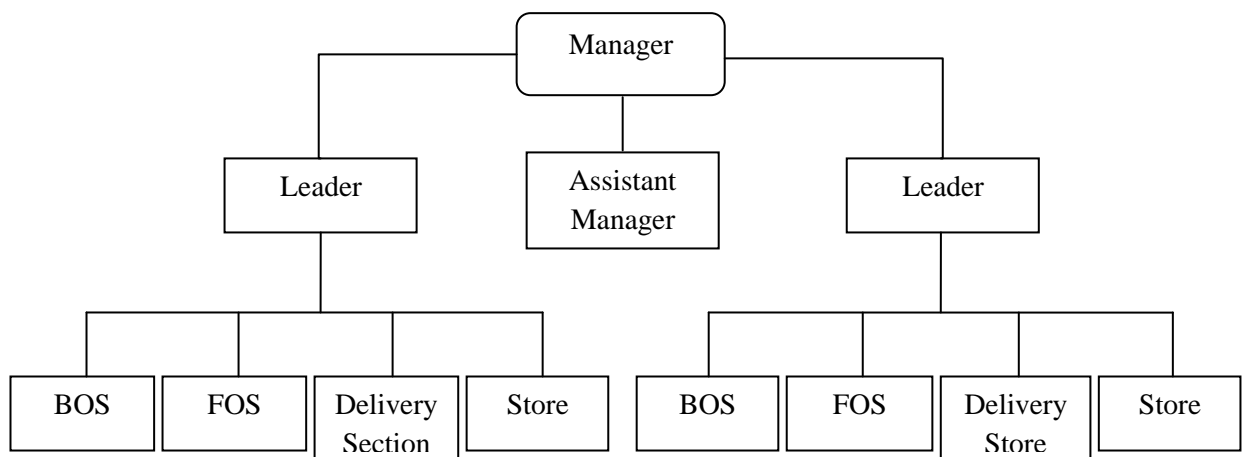 Manager
Leader
Assistant
Manager
Leader
BOS
FOS
Delivery
Section
Store
BOS
FOS
Delivery
Store
Store